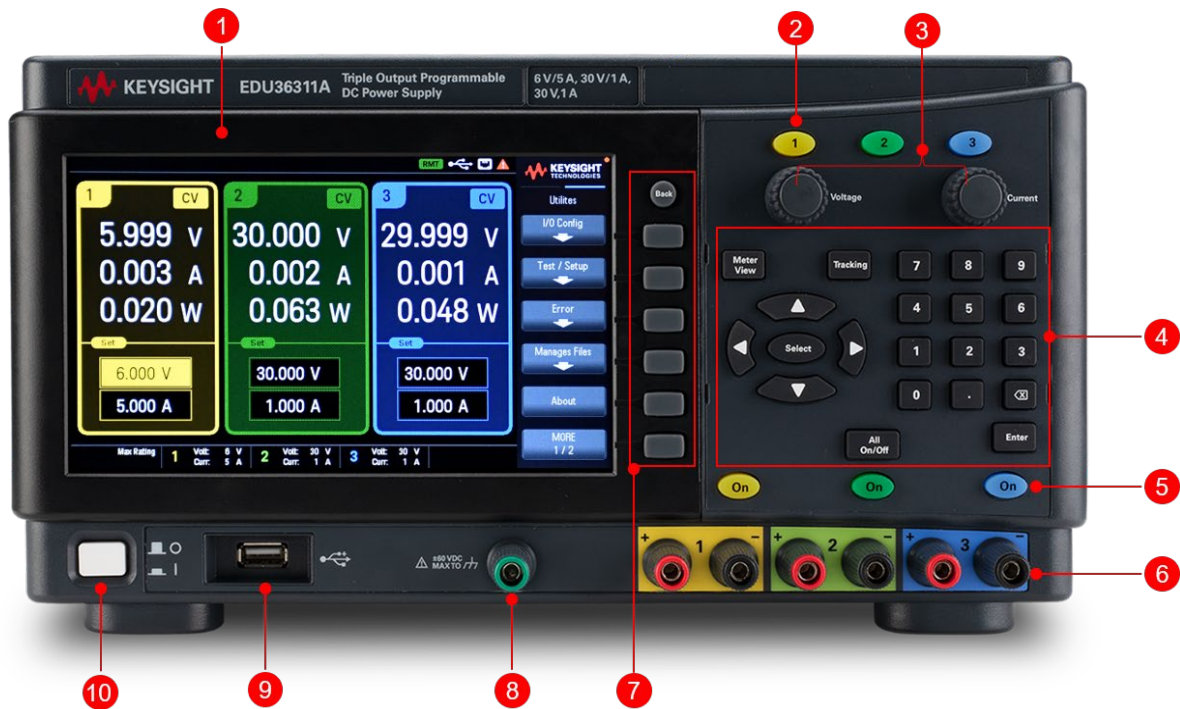 1
2
3
KEYSIGHT EDU36311A Triple Output Programmable
DC Power Supply
6 V/5 A, 30 V/1 A,
30 V,1 A
1 2 3
Voltage
Current
RMT
KEYSIGHT
TECHNOLOGIES
Utilites
I/O Config
Test / Setup
Error
Manages Files
About
MORE
1 / 2
1 CV
5.999 V
0.003 A
0.020 W
Set
6.000 V
5.000 A
2 CV
30.000 V
0.002 A
0.063 W
Set
30.000 V
1.000 A
3 CV
29.999 V
0.001 A
0.048 W
Set
30.000 V
1.000 A
Max Rating 1 Volt: 6 V 2 Volt: 30 V 3 Volt: 30 V
Curr: 5 A Curr: 1 A Curr: 1 A
Back
Meter
View
Tracking
7 8 9
4 5 6
Select
1 2 3
0 .
All
On/Off
Enter
4
On On On
5
+ 1 − + 2 − + 3 −
6
O
I
±60 VDC
MAX TO
10
9
8
7